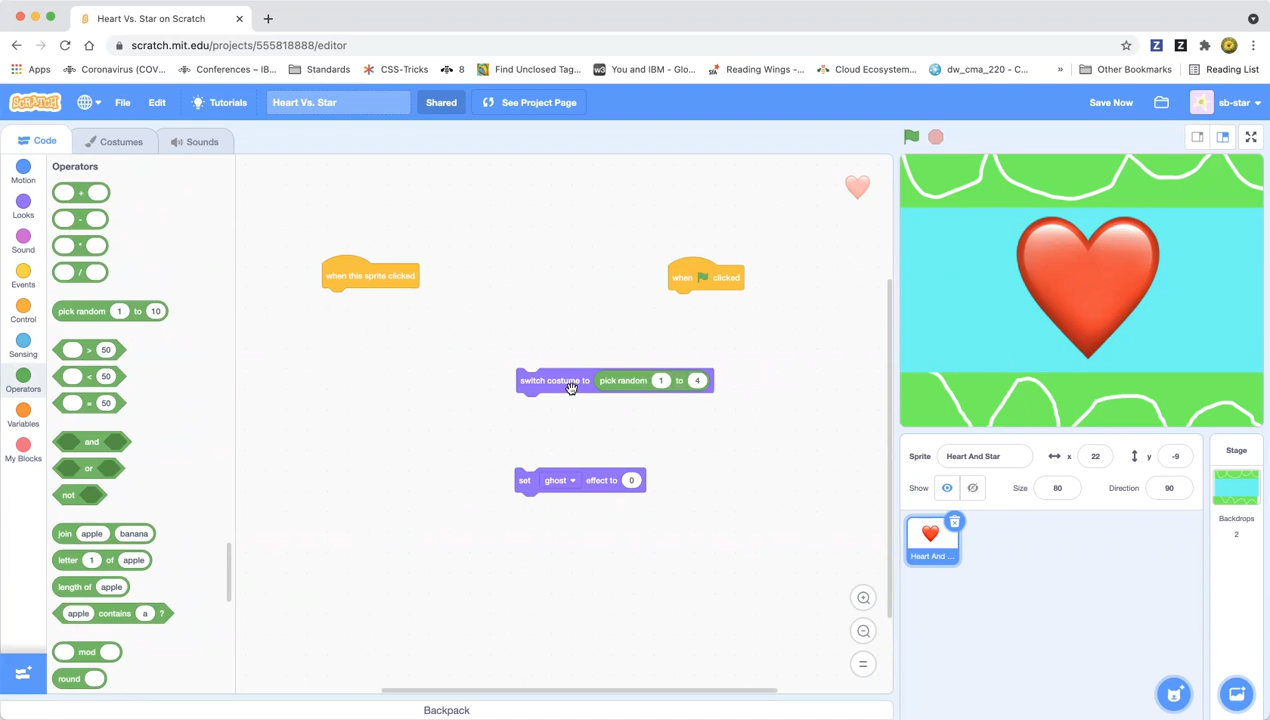 Heart Vs. Star on Scratch
scratch.mit.edu/projects/555818888/editor
Apps Coronavirus (COV... Conferences – IB... Standards CSS-Tricks 8 Find Unclosed Tag... You and IBM - Glo... Reading Wings -... Cloud Ecosystem... dw_cma_220 - C... » Other Bookmarks Reading List
SCRATCH File Edit Tutorials Heart Vs. Star Shared See Project Page Save Now sb-star
Code Costumes Sounds
Motion
Looks
Sound
Events
Control
Sensing
Operators
Variables
My Blocks
Operators
+
-
*
/
pick random 1 to 10
> 50
< 50
= 50
and
or
not
join apple banana
letter 1 of apple
length of apple
apple contains a ?
mod
round
when this sprite clicked
when clicked
switch costume to pick random 1 to 4
set ghost effect to 0
Sprite Heart And Star x 22 y -9
Show Size 80 Direction 90
Heart And ...
Stage
Backdrops
2
Backpack